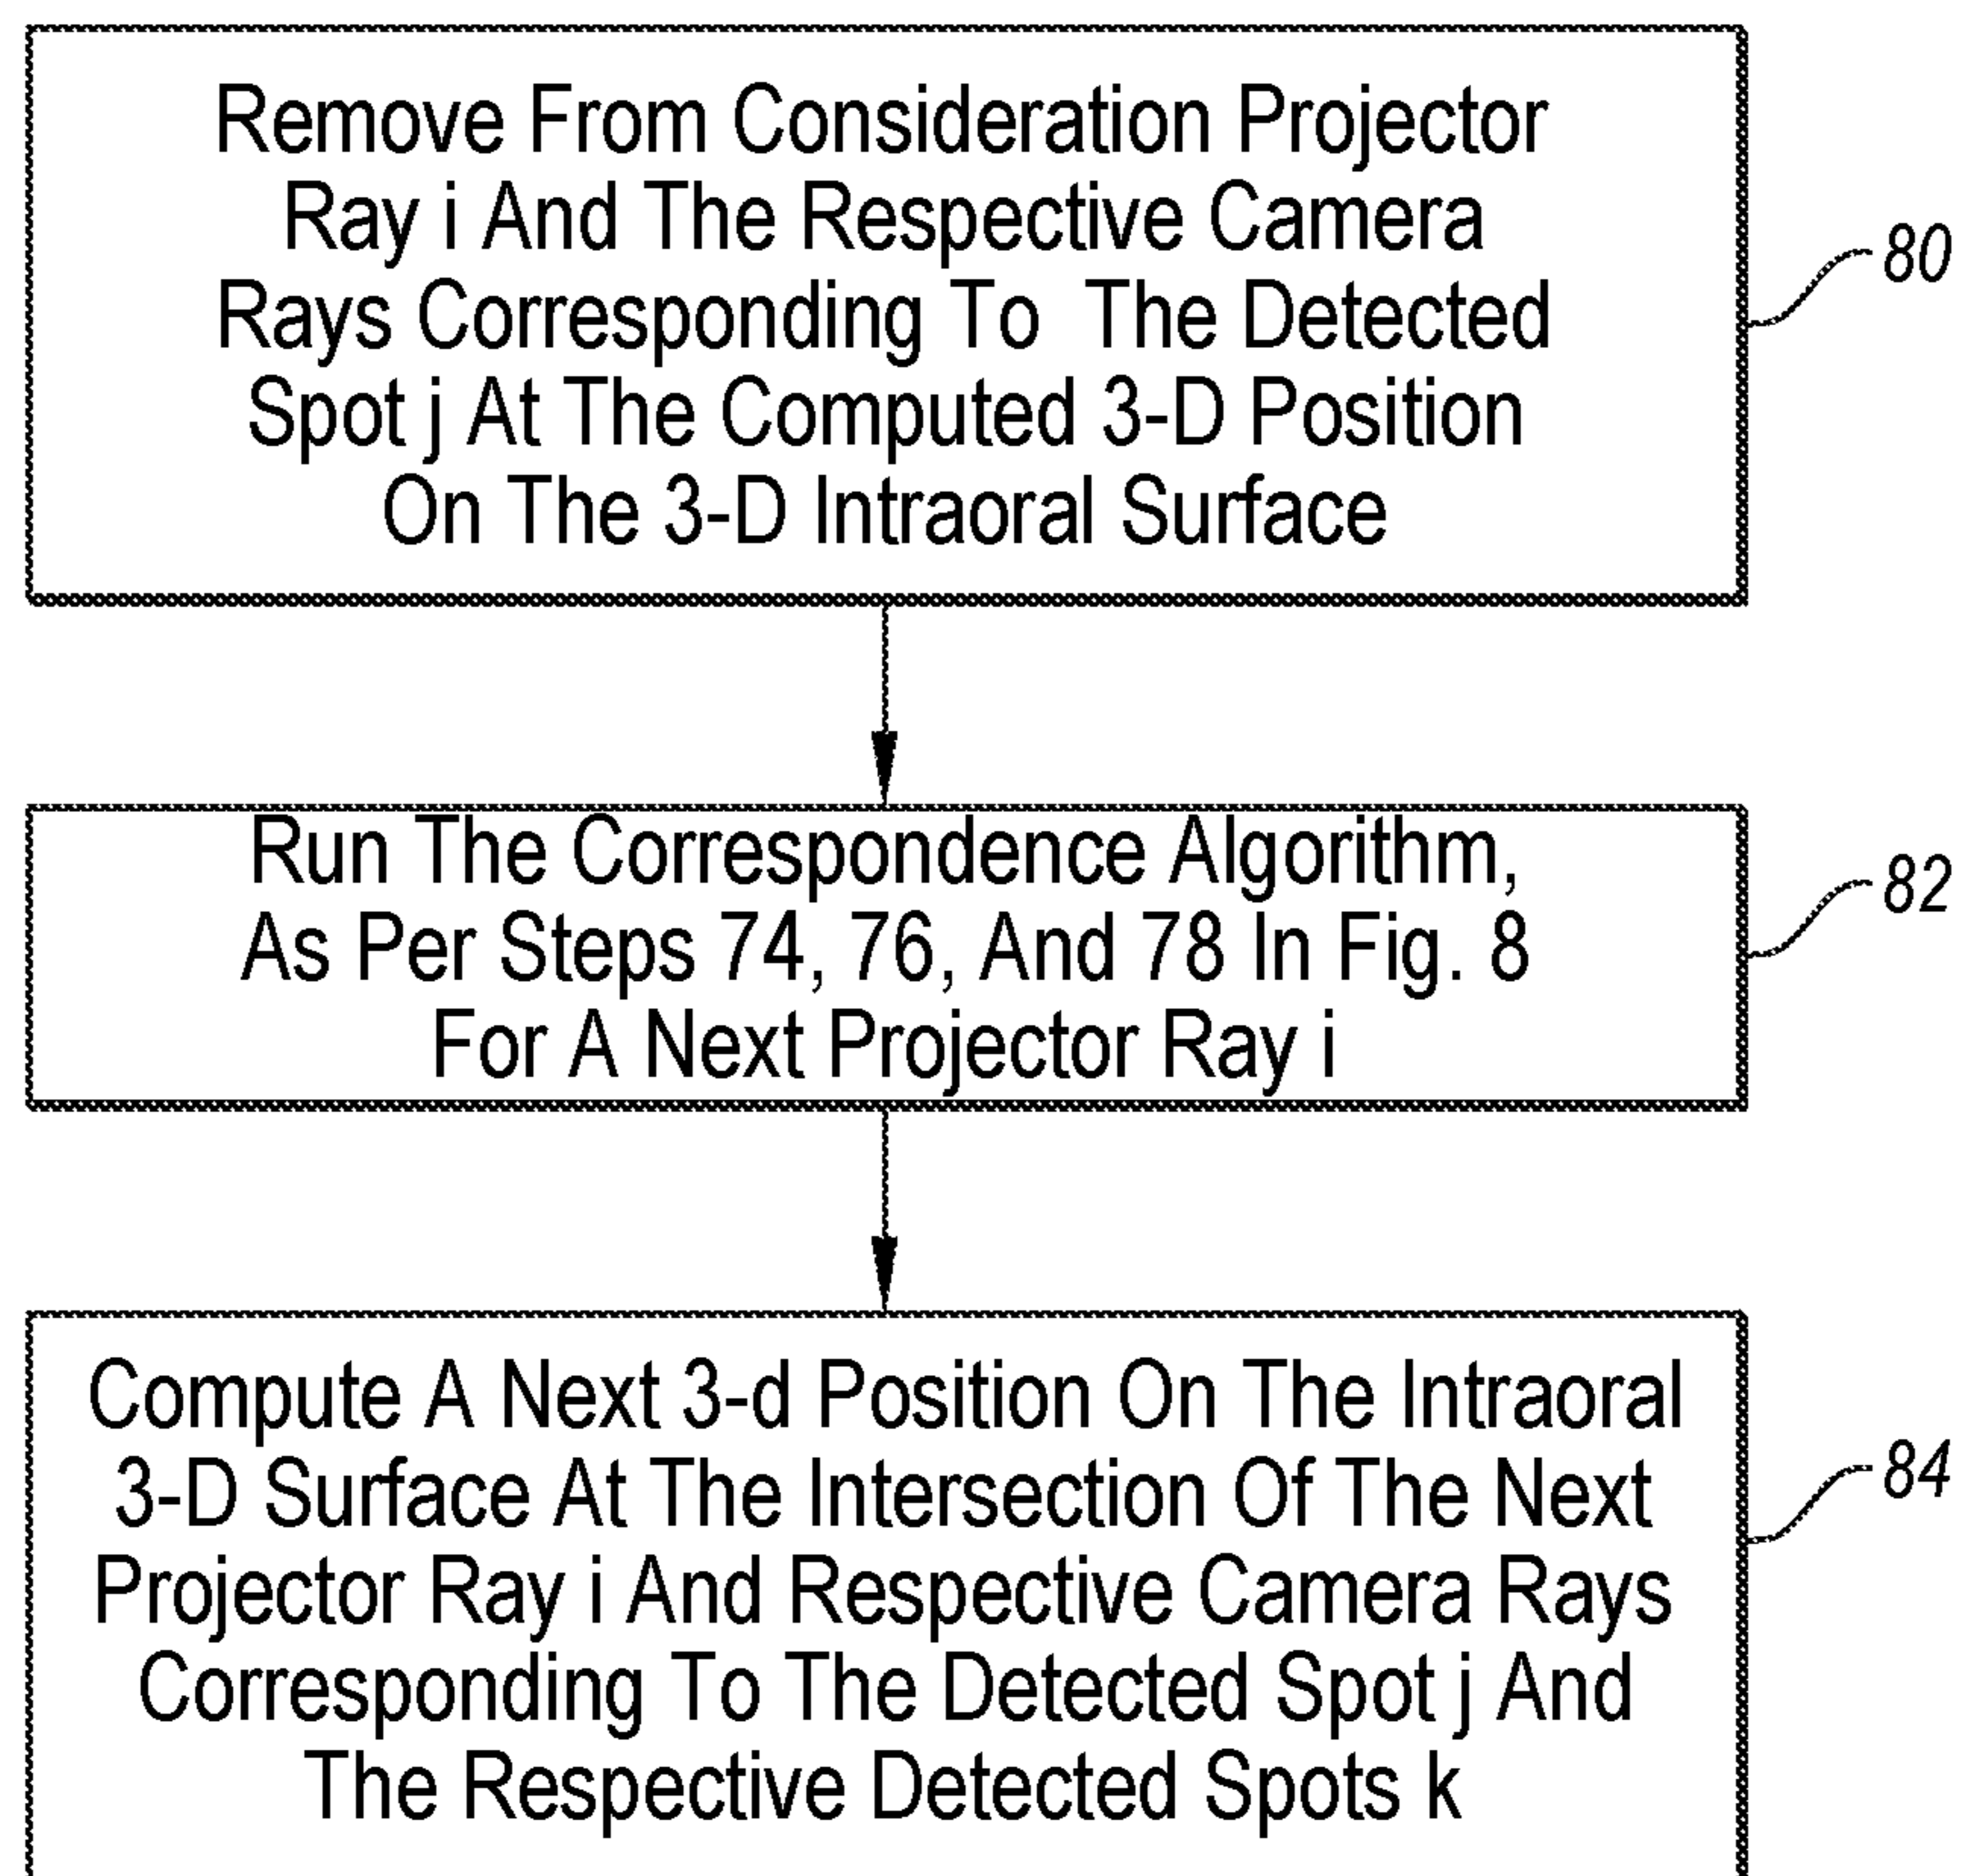 Remove From Consideration Projector
Ray i And The Respective Camera
Rays Corresponding To The Detected
Spot j At The Computed 3-D Position
On The 3-D Intraoral Surface
80
Run The Correspondence Algorithm,
As Per Steps 74, 76, And 78 In Fig. 8
For A Next Projector Ray i
82
Compute A Next 3-d Position On The Intraoral
3-D Surface At The Intersection Of The Next
Projector Ray i And Respective Camera Rays
Corresponding To The Detected Spot j And
The Respective Detected Spots k
84